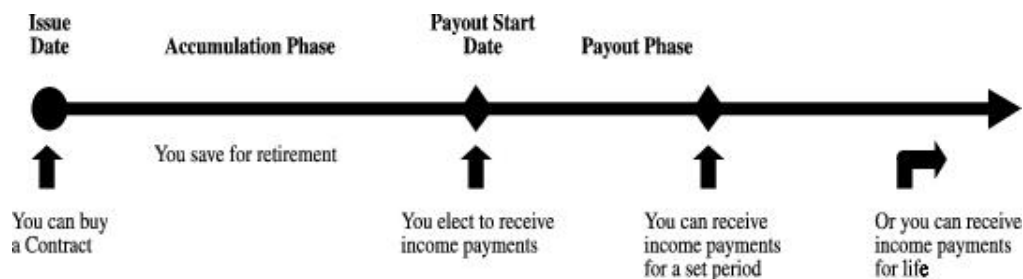 Issue
Date
Accumulation Phase
Payout Start
Date
Payout Phase
You save for retirement
You can buy
a Contract
You elect to receive
income payments
You can receive
income payments
for a set period
Or you can receive
income payments
for life